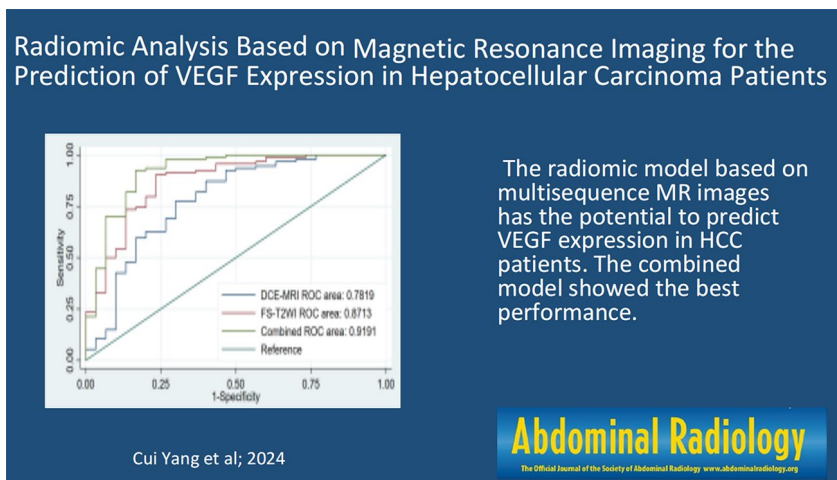 Radiomic Analysis Based on Magnetic Resonance Imaging for the
Prediction of VEGF Expression in Hepatocellular Carcinoma Patients
Sensitivity
1.00
0.75
0.50
0.25
0.00
DCE-MRI ROC area: 0.7819
FS-T2WI ROC area: 0.8713
Combined ROC area: 0.9191
Reference
0.00 0.25 0.50 0.75 1.00
1-Specificity
The radiomic model based on
multisequence MR images
has the potential to predict
VEGF expression in HCC
patients. The combined
model showed the best
performance.
Cui Yang et al; 2024
Abdominal Radiology
The Official Journal of the Society of Abdominal Radiology www.abdominalradiology.org